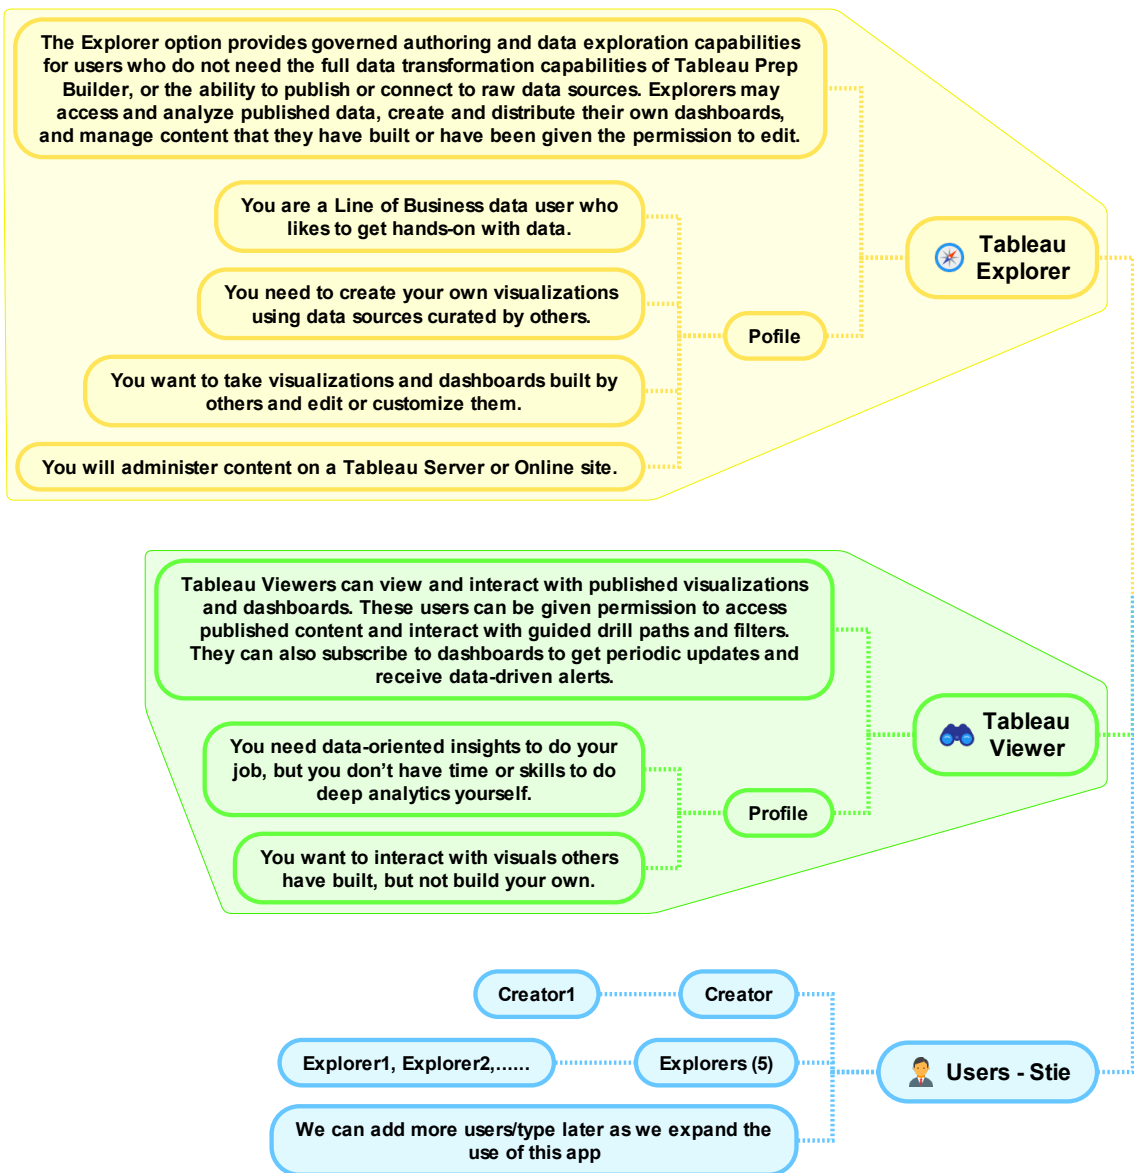 The Explorer option provides governed authoring and data exploration capabilities
for users who do not need the full data transformation capabilities of Tableau Prep
Builder, or the ability to publish or connect to raw data sources. Explorers may
access and analyze published data, create and distribute their own dashboards,
and manage content that they have built or have been given the permission to edit.
You are a Line of Business data user who
likes to get hands-on with data.
You need to create your own visualizations
using data sources curated by others.
You want to take visualizations and dashboards built by
others and edit or customize them.
You will administer content on a Tableau Server or Online site.
Pofile
Tableau
Explorer
Tableau Viewers can view and interact with published visualizations
and dashboards. These users can be given permission to access
published content and interact with guided drill paths and filters.
They can also subscribe to dashboards to get periodic updates and
receive data-driven alerts.
You need data-oriented insights to do your
job, but you don’t have time or skills to do
deep analytics yourself.
You want to interact with visuals others
have built, but not build your own.
Profile
Tableau
Viewer
Creator1
Creator
Explorer1, Explorer2,......
Explorers (5)
We can add more users/type later as we expand the
use of this app
Users - Stie